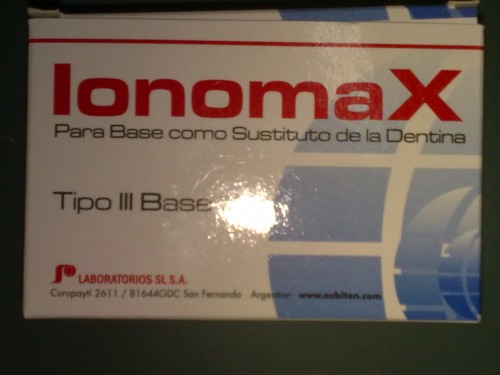 IonomaX
Para Base como Sustituto de la Dentina
Tipo III Base
LABORATORIOS SL S.A.
Curupaytí 2611 / B1644GDC San Fernando Argentina www.subiten.com